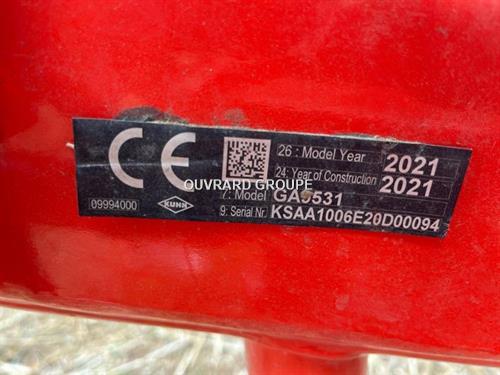 CE
26 : Model Year 2021
24: Year of Construction 2021
OUVRARD GROUPE
7: Model GA9531
9: Serial Nr. KSAA1006E20D00094
09994000
KUHN